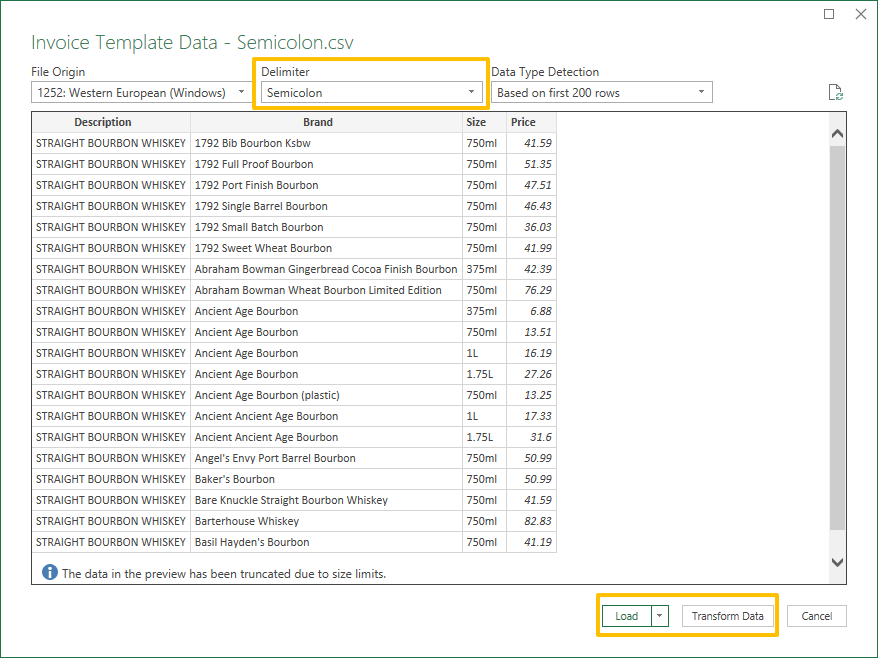 Invoice Template Data - Semicolon.csv
File Origin Delimiter Data Type Detection
1252: Western European (Windows) Semicolon Based on first 200 rows
Description Brand Size Price
STRAIGHT BOURBON WHISKEY 1792 Bib Bourbon Ksbw 750ml 41.59
STRAIGHT BOURBON WHISKEY 1792 Full Proof Bourbon 750ml 51.35
STRAIGHT BOURBON WHISKEY 1792 Port Finish Bourbon 750ml 47.51
STRAIGHT BOURBON WHISKEY 1792 Single Barrel Bourbon 750ml 46.43
STRAIGHT BOURBON WHISKEY 1792 Small Batch Bourbon 750ml 36.03
STRAIGHT BOURBON WHISKEY 1792 Sweet Wheat Bourbon 750ml 41.99
STRAIGHT BOURBON WHISKEY Abraham Bowman Gingerbread Cocoa Finish Bourbon 375ml 42.39
STRAIGHT BOURBON WHISKEY Abraham Bowman Wheat Bourbon Limited Edition 750ml 76.29
STRAIGHT BOURBON WHISKEY Ancient Age Bourbon 375ml 6.88
STRAIGHT BOURBON WHISKEY Ancient Age Bourbon 750ml 13.51
STRAIGHT BOURBON WHISKEY Ancient Age Bourbon 1L 16.19
STRAIGHT BOURBON WHISKEY Ancient Age Bourbon 1.75L 27.26
STRAIGHT BOURBON WHISKEY Ancient Age Bourbon (plastic) 750ml 13.25
STRAIGHT BOURBON WHISKEY Ancient Ancient Age Bourbon 1L 17.33
STRAIGHT BOURBON WHISKEY Ancient Ancient Age Bourbon 1.75L 31.6
STRAIGHT BOURBON WHISKEY Angel's Envy Port Barrel Bourbon 750ml 50.99
STRAIGHT BOURBON WHISKEY Baker's Bourbon 750ml 50.99
STRAIGHT BOURBON WHISKEY Bare Knuckle Straight Bourbon Whiskey 750ml 41.59
STRAIGHT BOURBON WHISKEY Barterhouse Whiskey 750ml 82.83
STRAIGHT BOURBON WHISKEY Basil Hayden's Bourbon 750ml 41.19
The data in the preview has been truncated due to size limits.
Load Transform Data Cancel